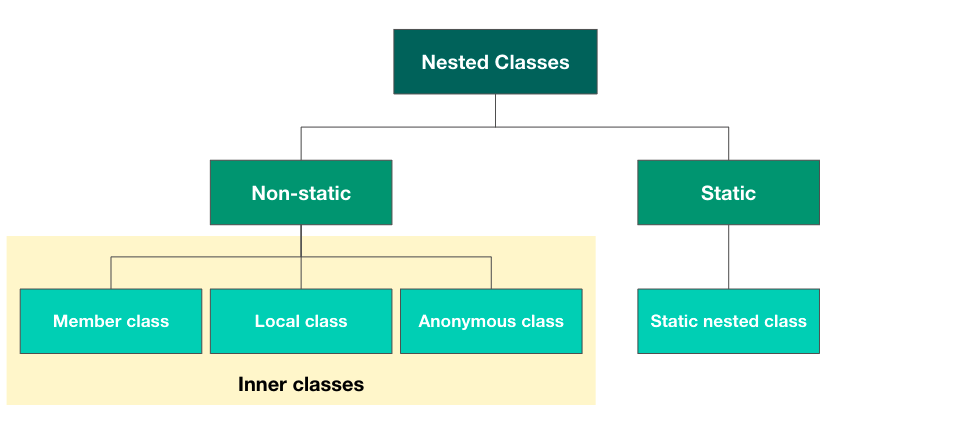 Nested Classes
Non-static
Static
Member class
Local class
Anonymous class
Static nested class
Inner classes